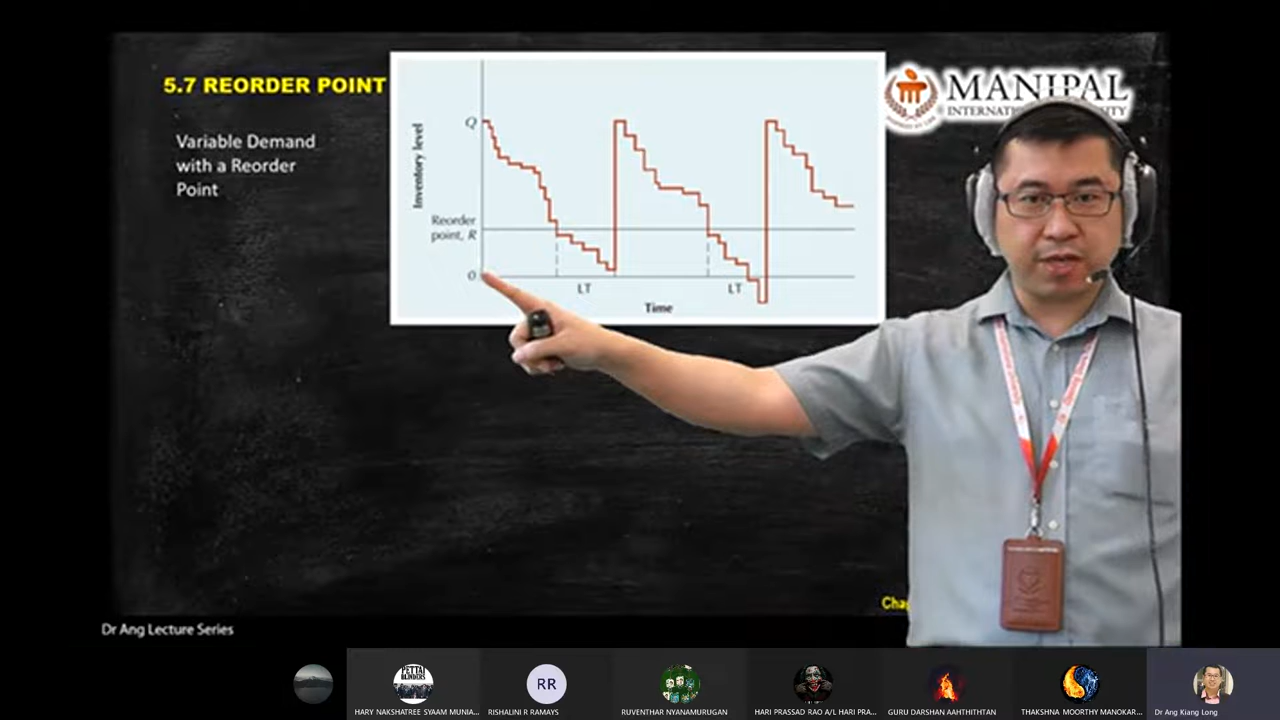 5.7 REORDER POINT
Variable Demand
with a Reorder
Point
Inventory level
Q
Reorder
point, R
0
LT
LT
Time
MANIPAL
Dr Ang Lecture Series
HARY NAKSHATREE SYAAM MUNIA...
RISHALINI R RAMAYS
RR
RUVENTHAR NYANAMURUGAN
HARI PRASSAD RAO A/L HARI PRA...
GURU DARSHAN AAHTHITHTAN
THAKSHNA MOORTHY MANOKAR...
Dr Ang Kiang Long